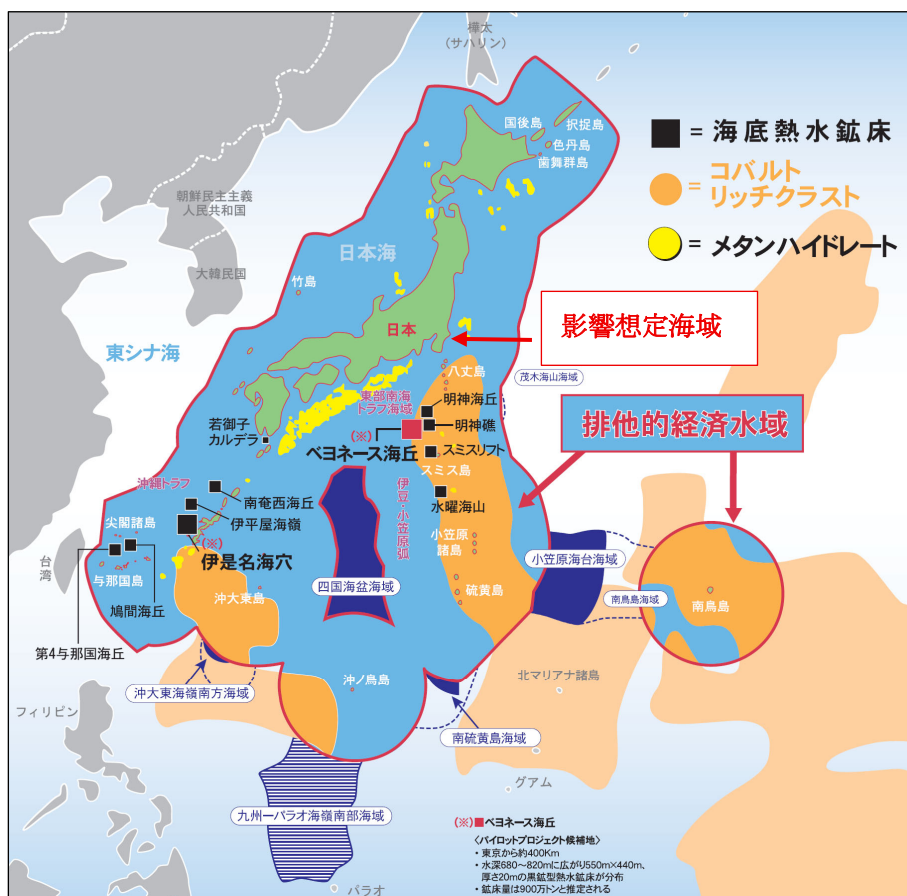 樺太
(サハリン)
国後島
択捉島
色丹島
歯舞群島
■ = 海底熱水鉱床
= コバルト
リッチクラスト
= メタンハイドレート
朝鮮民主主義
人民共和国
大韓民国
日本海
竹島
日本
東シナ海
影響想定海域
八丈島
茂木海山海域
東部南海
トラフ海域
明神海丘
明神礁
(※)
ベヨネース海丘
スミスリフト
スミス島
排他的経済水域
若御子
カルデラ
沖縄トラフ
南奄西海丘
伊平屋海嶺
水曜海山
伊豆・小笠原弧
尖閣諸島
(※)
伊是名海穴
小笠原
諸島
小笠原海台海域
台湾
与那国島
四国海盆海域
沖大東島
硫黄島
南鳥島海域
南鳥島
鳩間海丘
第4与那国海丘
沖大東海嶺南方海域
沖ノ鳥島
北マリアナ諸島
フィリピン
南硫黄島海域
グアム
九州ーパラオ海嶺南部海域
パラオ
(※)■ベヨネース海丘
〈パイロットプロジェクト候補地〉
・東京から約400Km
・水深680〜820mに広がり550m×440m、
厚さ20mの黒鉱型熱水鉱床が分布
・鉱床量は900万トンと推定される